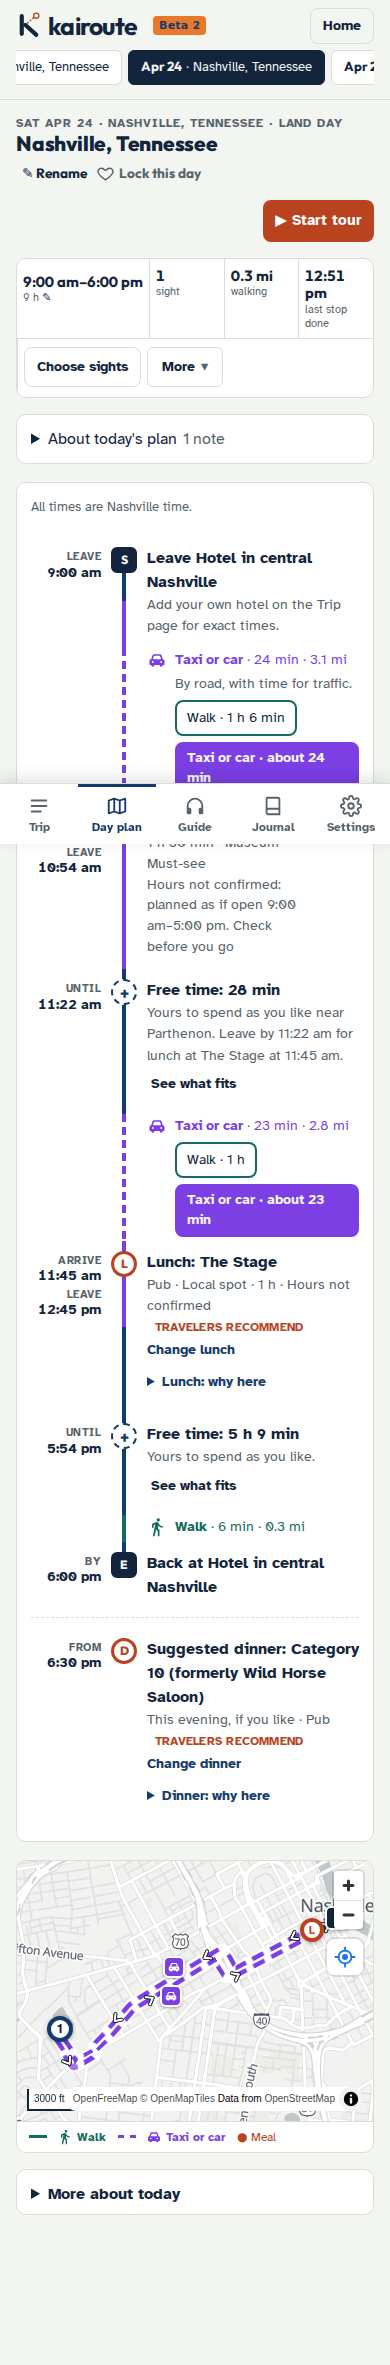 kairoute Beta 2 Home
nville, Tennessee Apr 24 · Nashville, Tennessee Apr 2
SAT APR 24 · NASHVILLE, TENNESSEE · LAND DAY
Nashville, Tennessee
✎ Rename Lock this day
▶ Start tour
9:00 am–6:00 pm
9 h ✎
1
sight
0.3 mi
walking
12:51
pm
last stop
done
Choose sights More ▼
▶ About today's plan 1 note
All times are Nashville time.
LEAVE
9:00 am
S
Leave Hotel in central
Nashville
Add your own hotel on the Trip
page for exact times.
Taxi or car · 24 min · 3.1 mi
By road, with time for traffic.
Walk · 1 h 6 min
Taxi or car · about 24
min
Trip Day plan Guide Journal Settings
LEAVE
10:54 am
1 h 30 min · Museum
Must-see
Hours not confirmed:
planned as if open 9:00
am–5:00 pm. Check
before you go
UNTIL
11:22 am
+
Free time: 28 min
Yours to spend as you like near
Parthenon. Leave by 11:22 am for
lunch at The Stage at 11:45 am.
See what fits
Taxi or car · 23 min · 2.8 mi
Walk · 1 h
Taxi or car · about 23
min
ARRIVE
11:45 am
LEAVE
12:45 pm
L
Lunch: The Stage
Pub · Local spot · 1 h · Hours not
confirmed
TRAVELERS RECOMMEND
Change lunch
▶ Lunch: why here
UNTIL
5:54 pm
+
Free time: 5 h 9 min
Yours to spend as you like.
See what fits
Walk · 6 min · 0.3 mi
BY
6:00 pm
E
Back at Hotel in central
Nashville
FROM
6:30 pm
D
Suggested dinner: Category
10 (formerly Wild Horse
Saloon)
This evening, if you like · Pub
TRAVELERS RECOMMEND
Change dinner
▶ Dinner: why here
+
−
Nas e
L
70
fton Avenue
1
40
outh
en
3000 ft OpenFreeMap © OpenMapTiles Data from OpenStreetMap
Walk Taxi or car Meal
▶ More about today